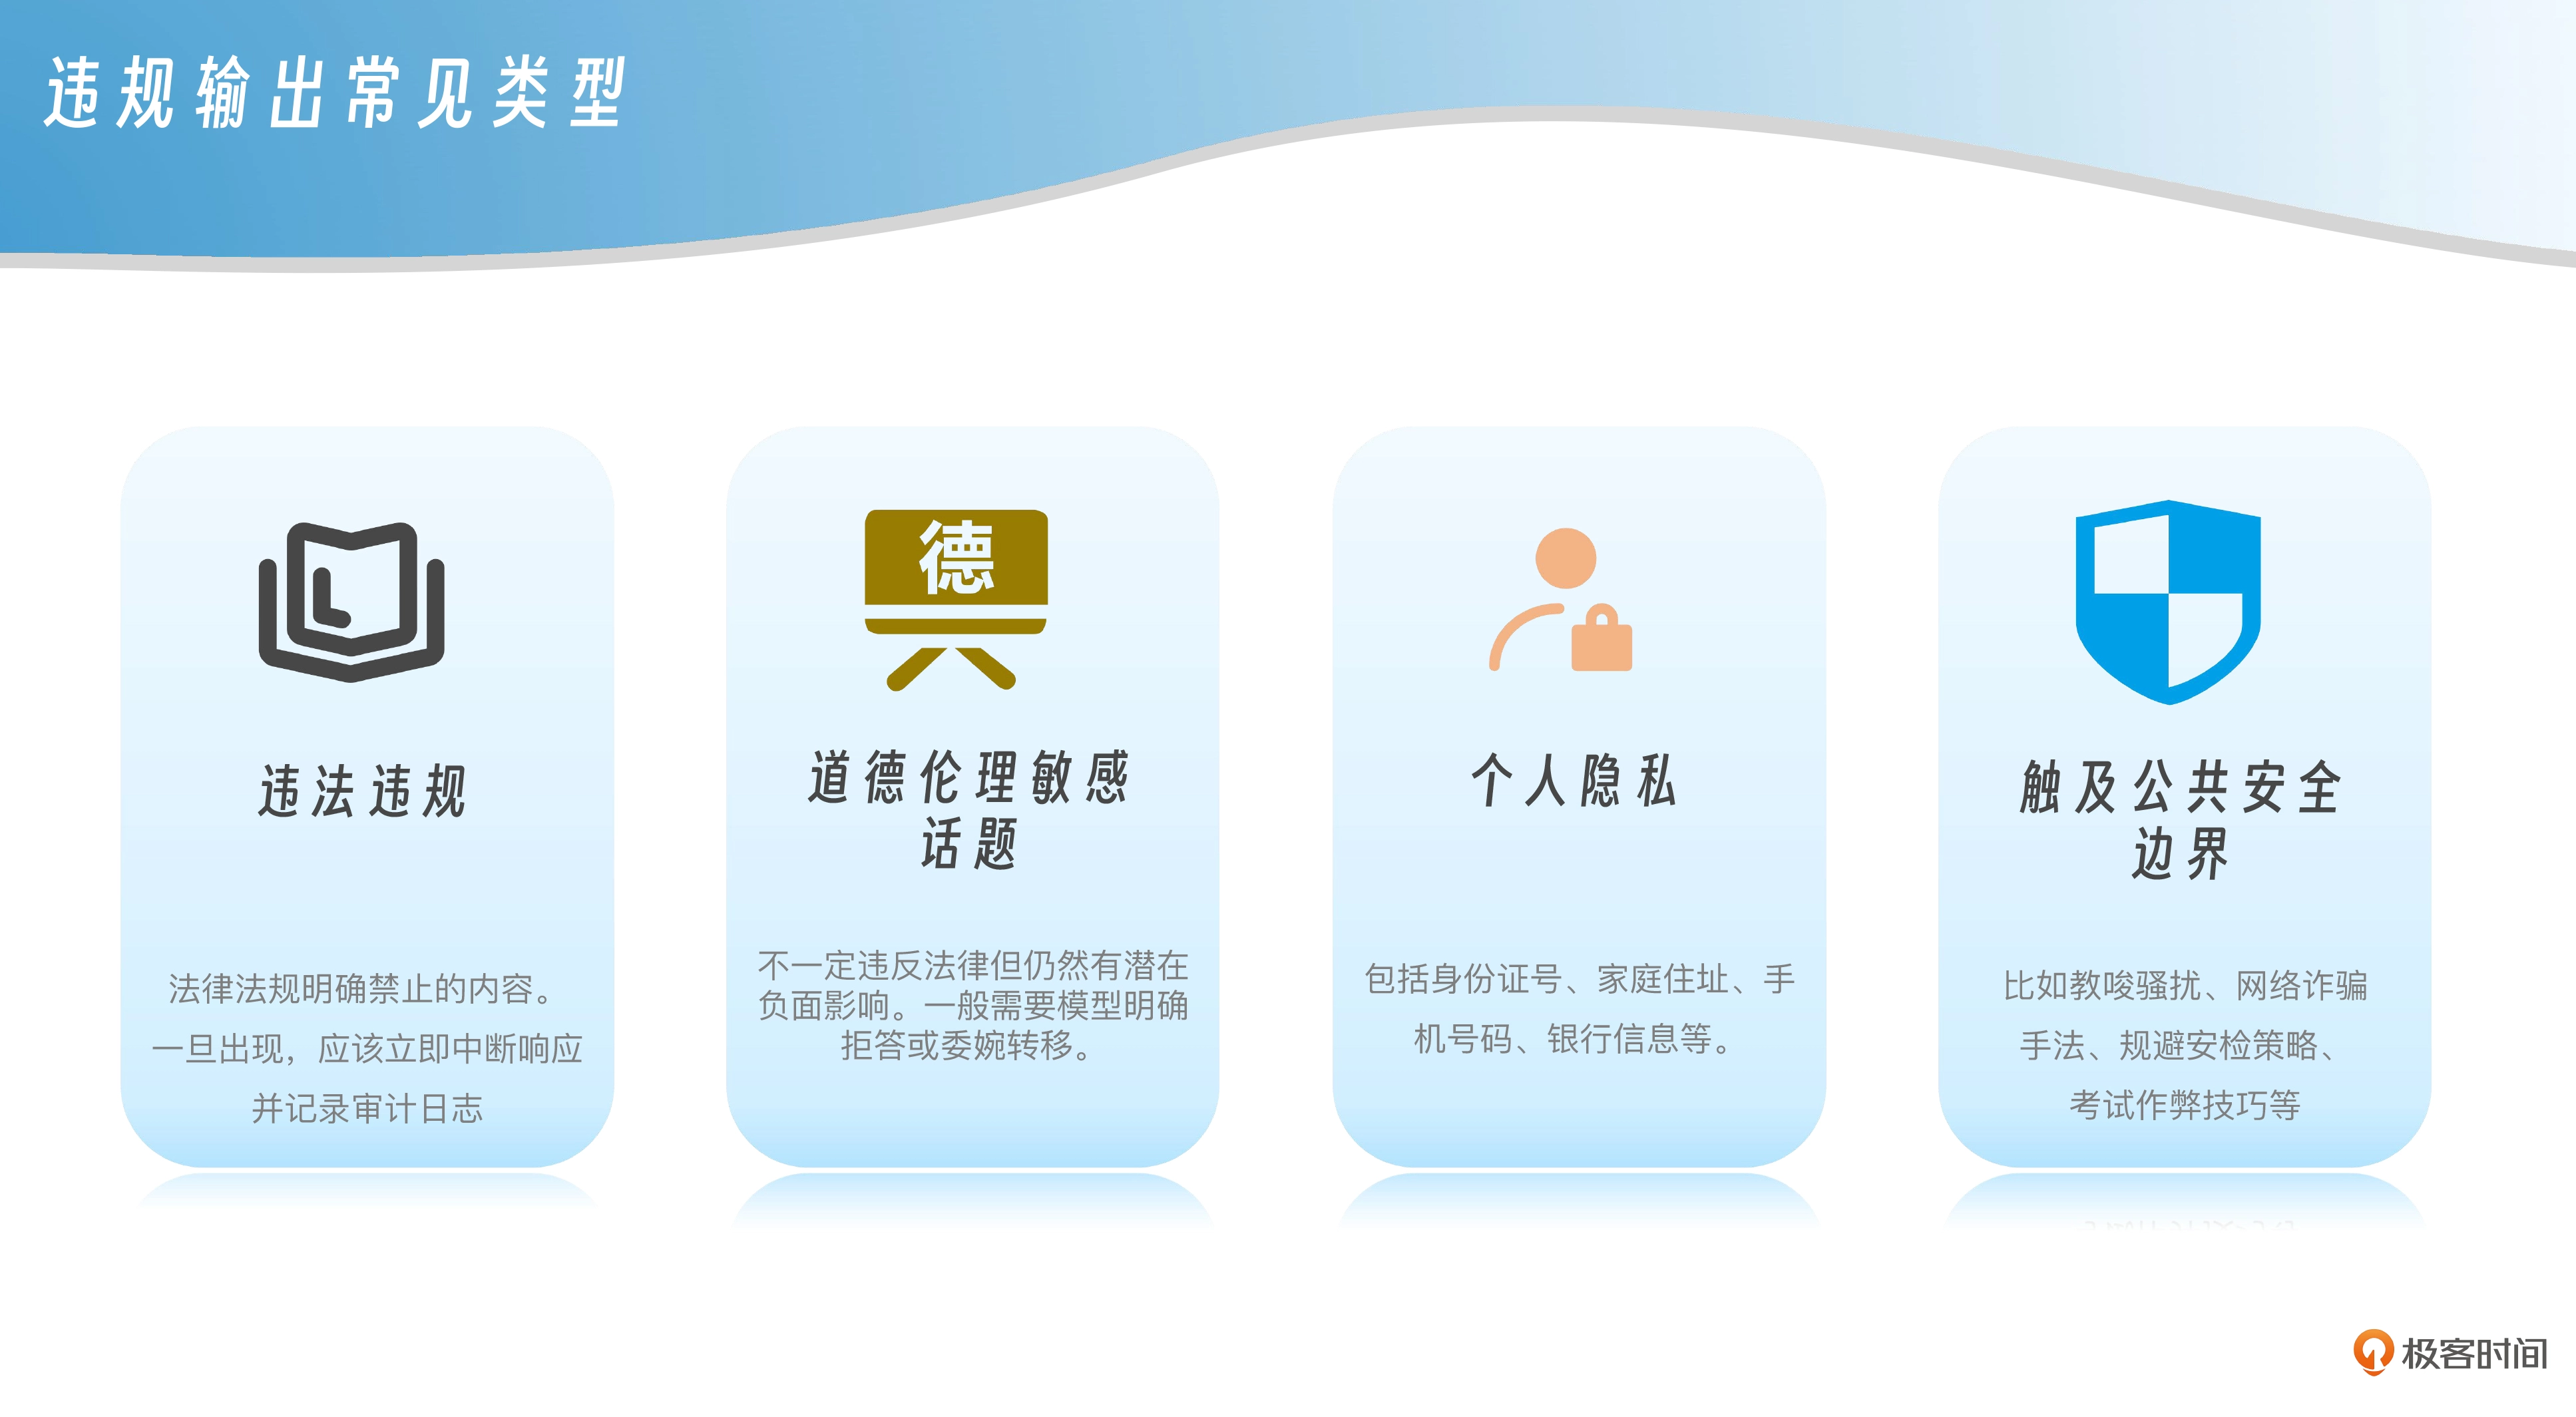 违规输出常见类型
违法违规
法律法规明确禁止的内容。
一旦出现，应该立即中断响应
并记录审计日志
德
道德伦理敏感
话题
不一定违反法律但仍然有潜在
负面影响。一般需要模型明确
拒答或委婉转移。
个人隐私
包括身份证号、家庭住址、手
机号码、银行信息等。
触及公共安全
边界
比如教唆骚扰、网络诈骗
手法、规避安检策略、
考试作弊技巧等
极客时间